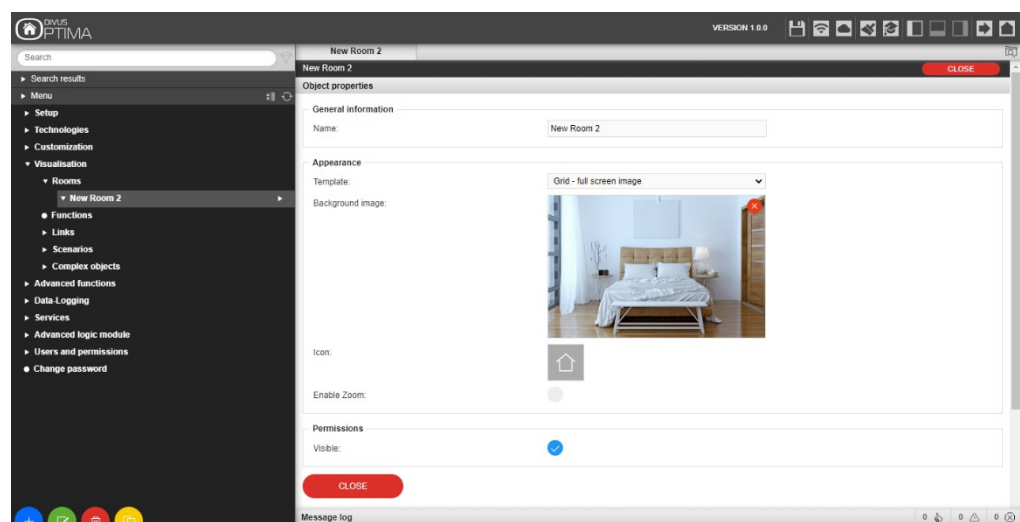 DIVUS
OPTIMA
VERSION 1.0.0
Search
Search results
Menu
Setup
Technologies
Customization
Visualisation
Rooms
New Room 2
Functions
Links
Scenarios
Complex objects
Advanced functions
Data-Logging
Services
Advanced logic module
Users and permissions
Change password
New Room 2
New Room 2
CLOSE
Object properties
General information
Name:
New Room 2
Appearance
Template:
Grid - full screen image
Background image:
Icon:
Enable Zoom:
Permissions
Visible:
CLOSE
Message log
0 0 0